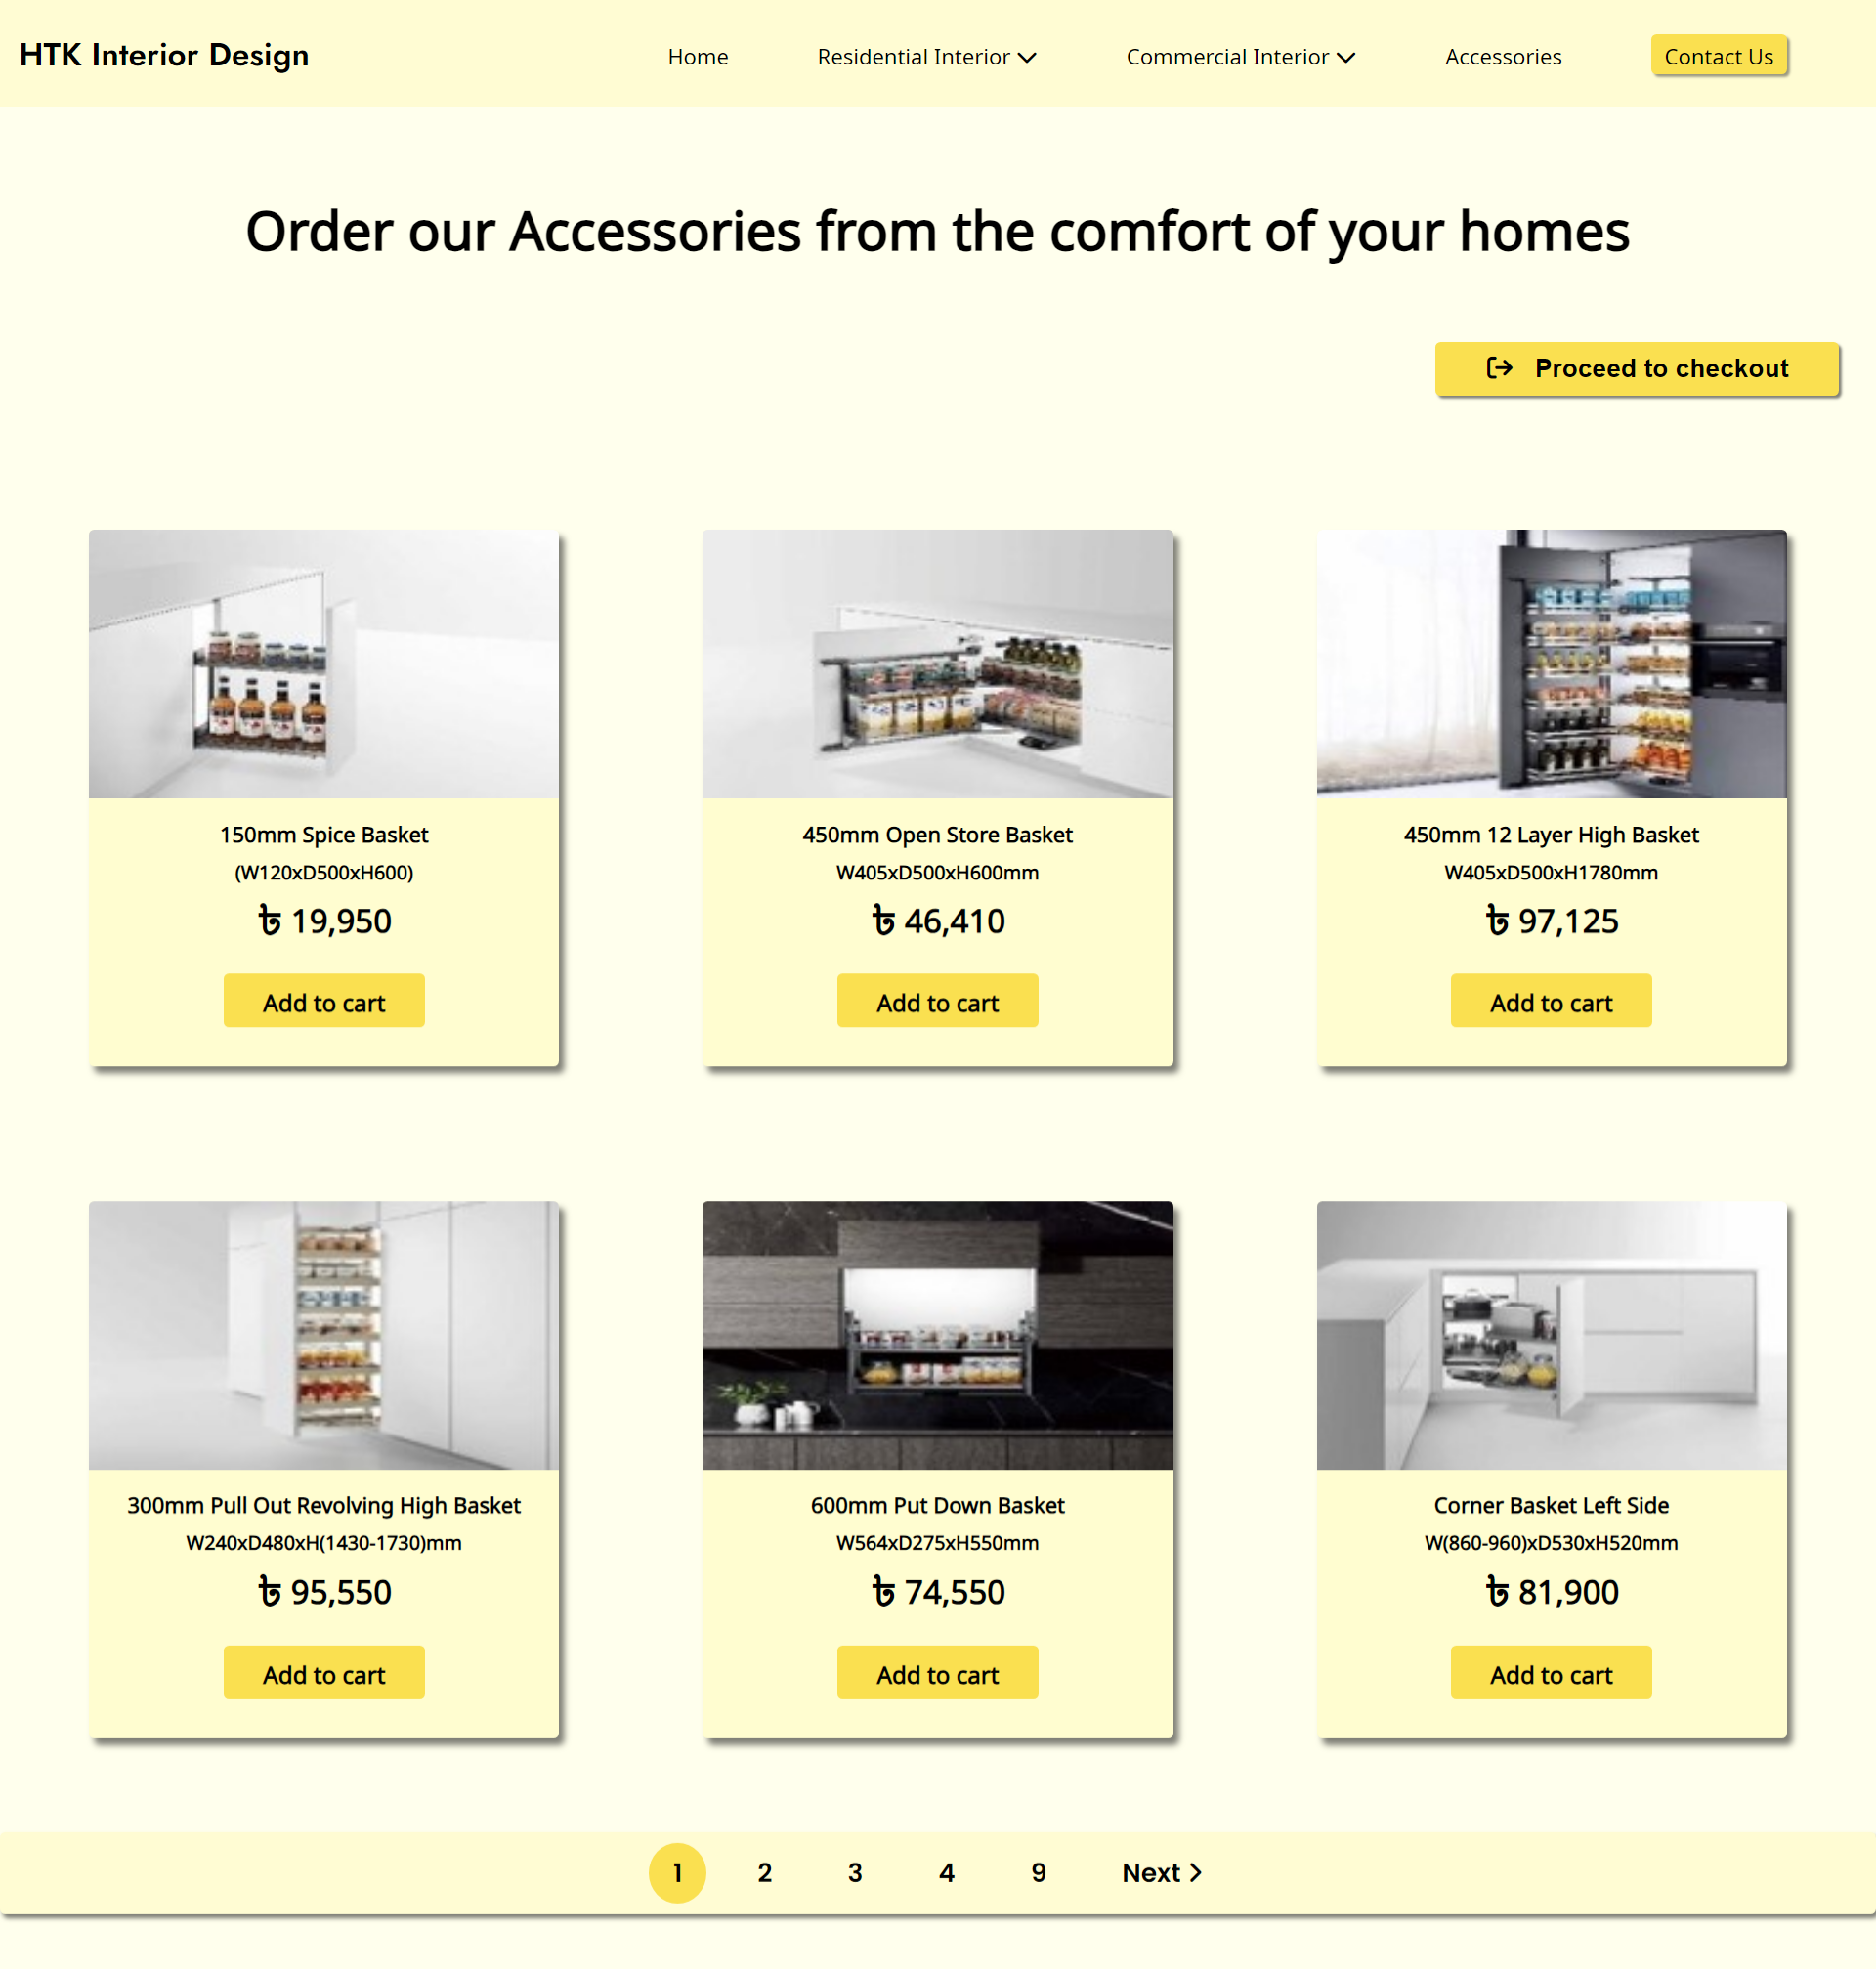 HTK Interior Design
Home
Residential Interior
Commercial Interior
Accessories
Contact Us
Order our Accessories from the comfort of your homes
Proceed to checkout
150mm Spice Basket
(W120xD500xH600)
৳ 19,950
Add to cart
450mm Open Store Basket
W405xD500xH600mm
৳ 46,410
Add to cart
450mm 12 Layer High Basket
W405xD500xH1780mm
৳ 97,125
Add to cart
300mm Pull Out Revolving High Basket
W240xD480xH(1430-1730)mm
৳ 95,550
Add to cart
600mm Put Down Basket
W564xD275xH550mm
৳ 74,550
Add to cart
Corner Basket Left Side
W(860-960)xD530xH520mm
৳ 81,900
Add to cart
1 2 3 4 9 Next